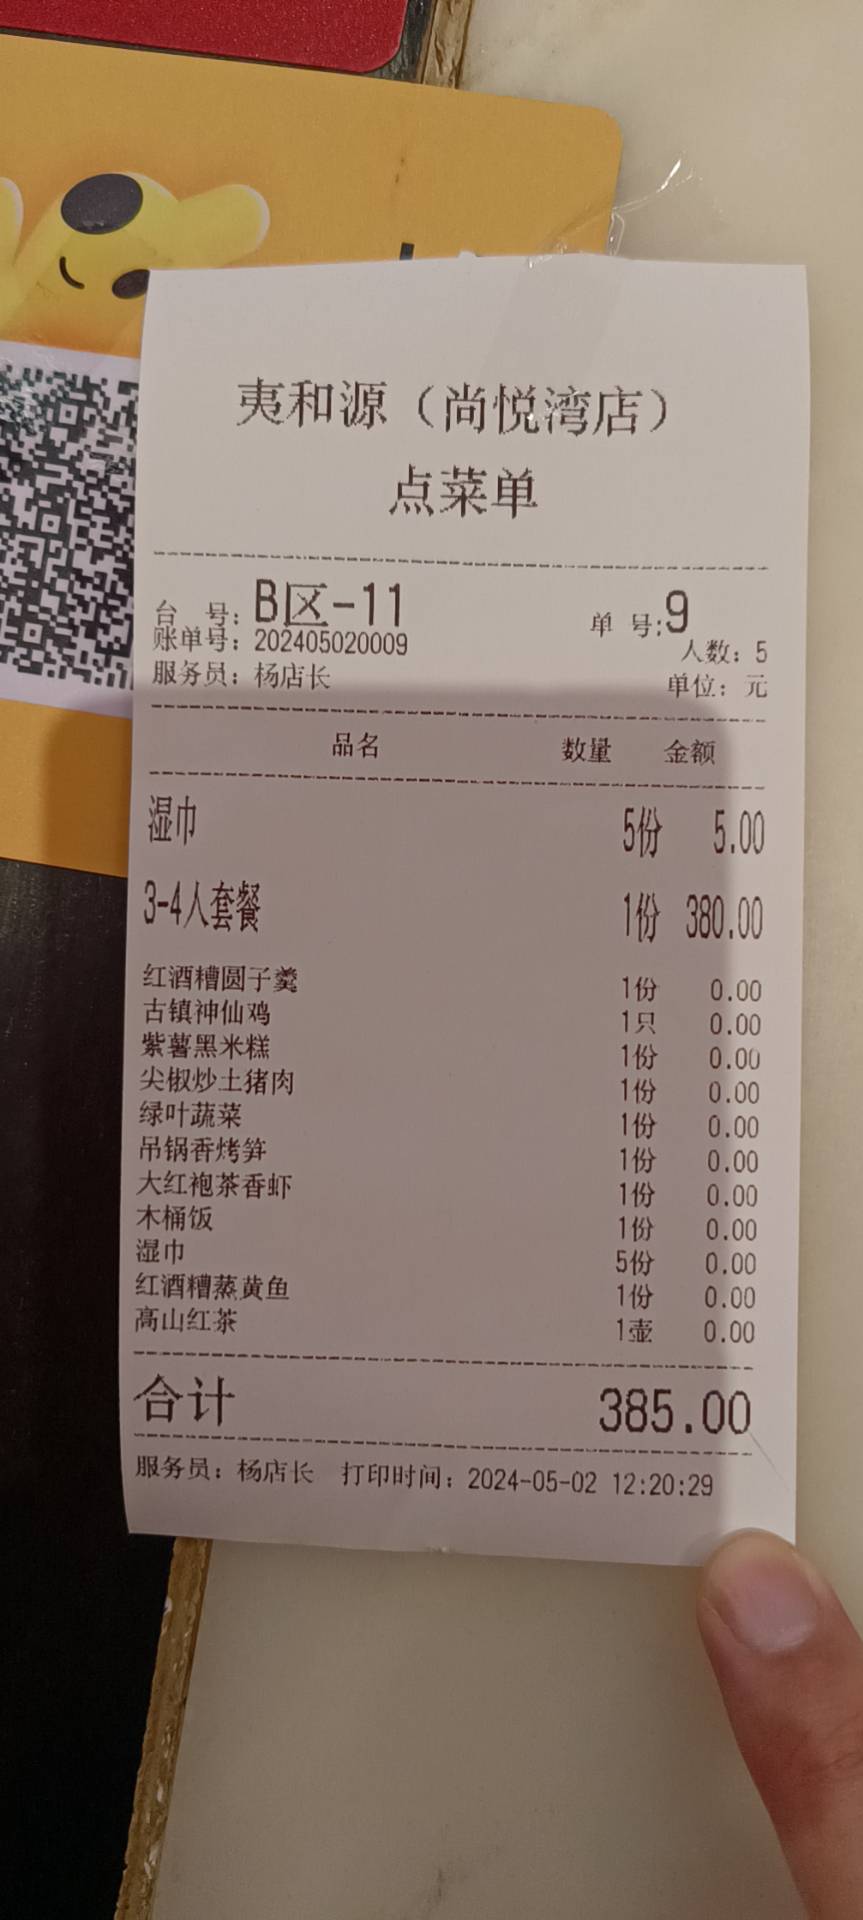 夷和源（尚悦湾店）
点菜单
台 号: B区-11 单 号:9
账单号: 202405020009 人数: 5
服务员: 杨店长 单位: 元
品名 数量 金额
湿巾 5份 5.00
3-4人套餐 1份 380.00
红酒糟圆子羹 1份 0.00
古镇神仙鸡 1只 0.00
紫薯黑米糕 1份 0.00
尖椒炒土猪肉 1份 0.00
绿叶蔬菜 1份 0.00
吊锅香烤笋 1份 0.00
大红袍茶香虾 1份 0.00
木桶饭 1份 0.00
湿巾 5份 0.00
红酒糟蒸黄鱼 1份 0.00
高山红茶 1壶 0.00
合计 385.00
服务员: 杨店长 打印时间: 2024-05-02 12:20:29